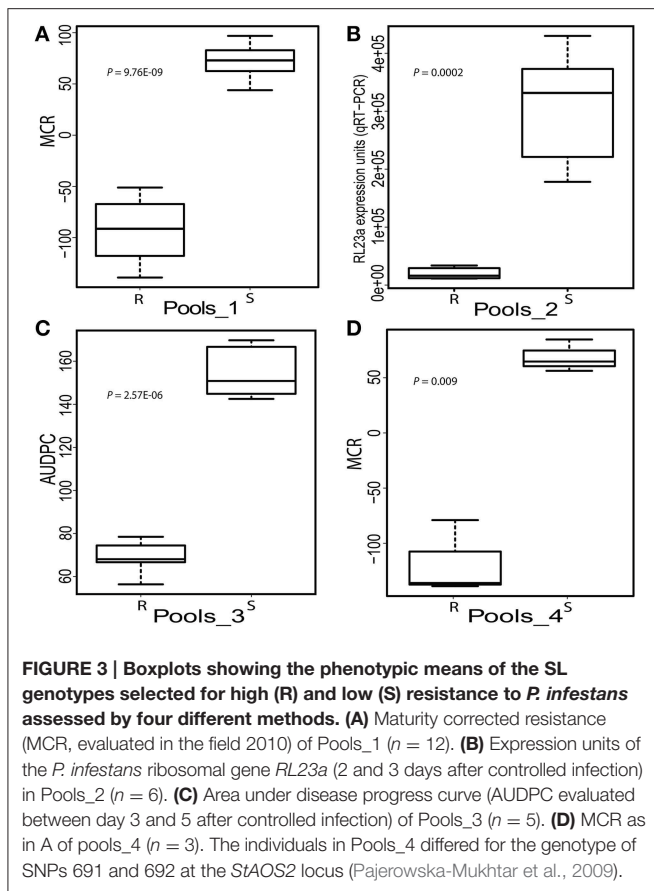 A
B
100
50
0
−50
−100
MCR
P = 9.76E-09
R
S
Pools_1
4e+05
3e+05
2e+05
1e+05
0e+00
RL23a expression units (qRT−PCR)
P = 0.0002
R
S
Pools_2
C
D
160
140
120
100
80
60
AUDPC
P = 2.57E-06
R
S
Pools_3
50
0
−50
−100
MCR
P = 0.009
R
S
Pools_4
FIGURE 3 | Boxplots showing the phenotypic means of the SL
genotypes selected for high (R) and low (S) resistance to P. infestans
assessed by four different methods. (A) Maturity corrected resistance
(MCR, evaluated in the field 2010) of Pools_1 (n = 12). (B) Expression units of
the P. infestans ribosomal gene RL23a (2 and 3 days after controlled infection)
in Pools_2 (n = 6). (C) Area under disease progress curve (AUDPC evaluated
between day 3 and 5 after controlled infection) of Pools_3 (n = 5). (D) MCR as
in A of pools_4 (n = 3). The individuals in Pools_4 differed for the genotype of
SNPs 691 and 692 at the StAOS2 locus (Pajerowska-Mukhtar et al., 2009).